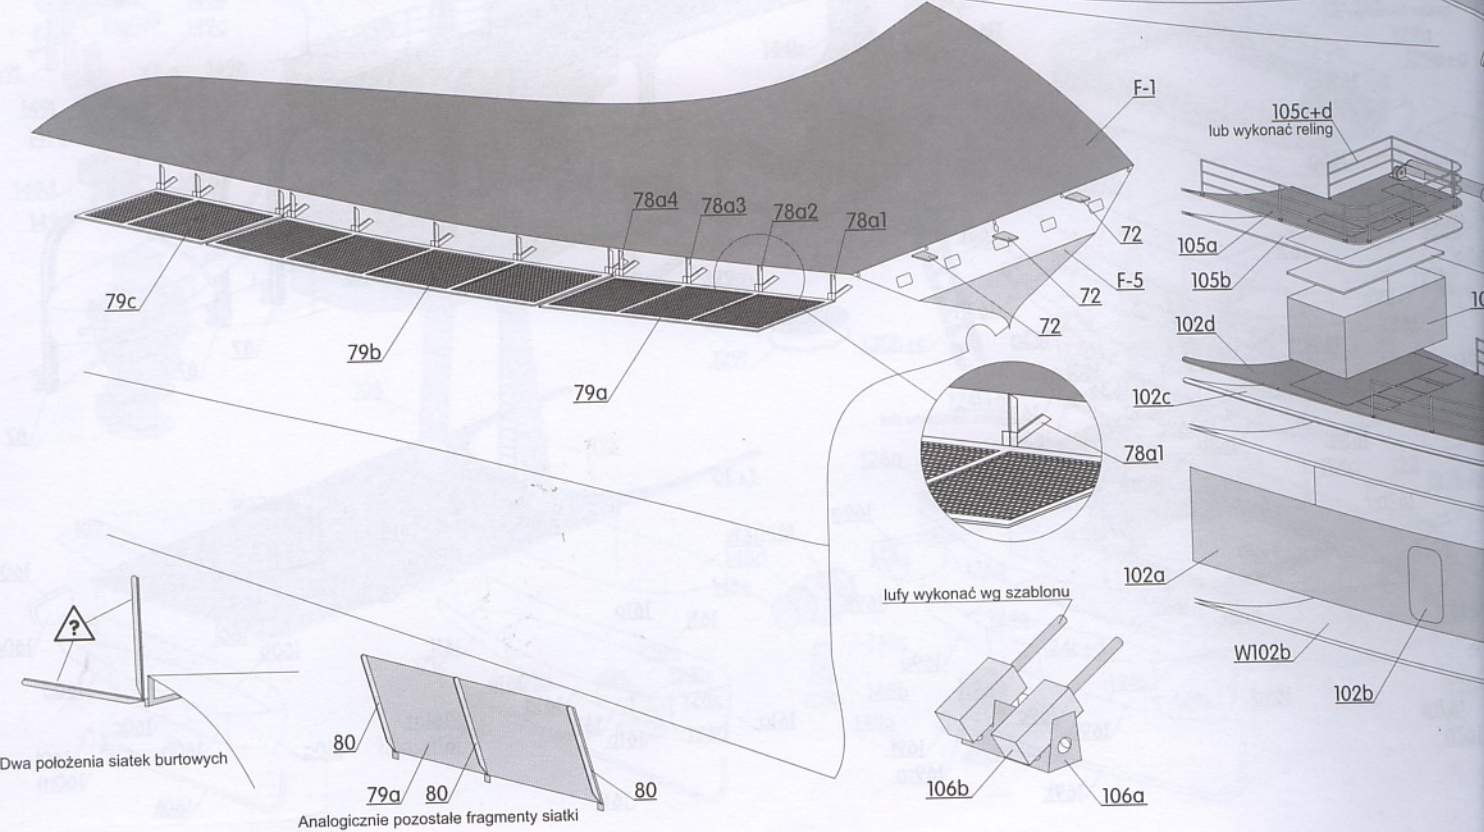 F-1
105c+d
lub wykonać reling
78a4
78a3
78a2
78a1
72
105a
79c
72
F-5
105b
72
102d
79b
79a
102c
78a1
102a
lufy wykonać wg szablonu
?
W102b
102b
80
Dwa położenia siatek burtowych
79a
80
80
106b
106a
Analogicznie pozostałe fragmenty siatki